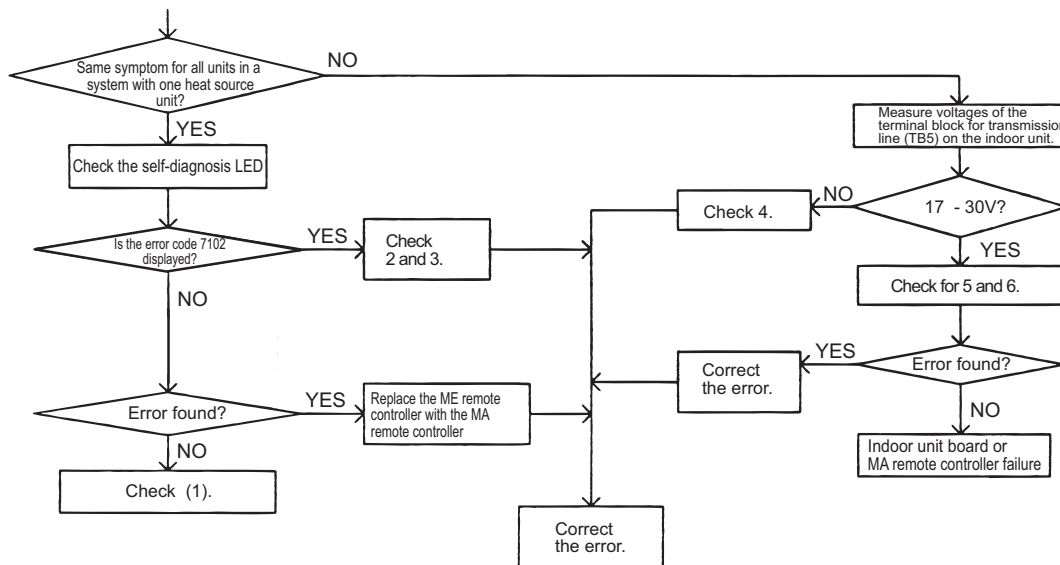 Same symptom for all units in a
system with one heat source
unit?
NO
YES
Measure voltages of the
terminal block for transmission
line (TB5) on the indoor unit.
Check the self-diagnosis LED
NO
17 - 30V?
Check 4.
Is the error code 7102
displayed?
YES
Check
2 and 3.
YES
NO
Check for 5 and 6.
YES
Correct
the error.
Error found?
Error found?
YES
Replace the ME remote
controller with the MA
remote controller
NO
NO
Indoor unit board or
MA remote controller failure
Check (1).
Correct
the error.